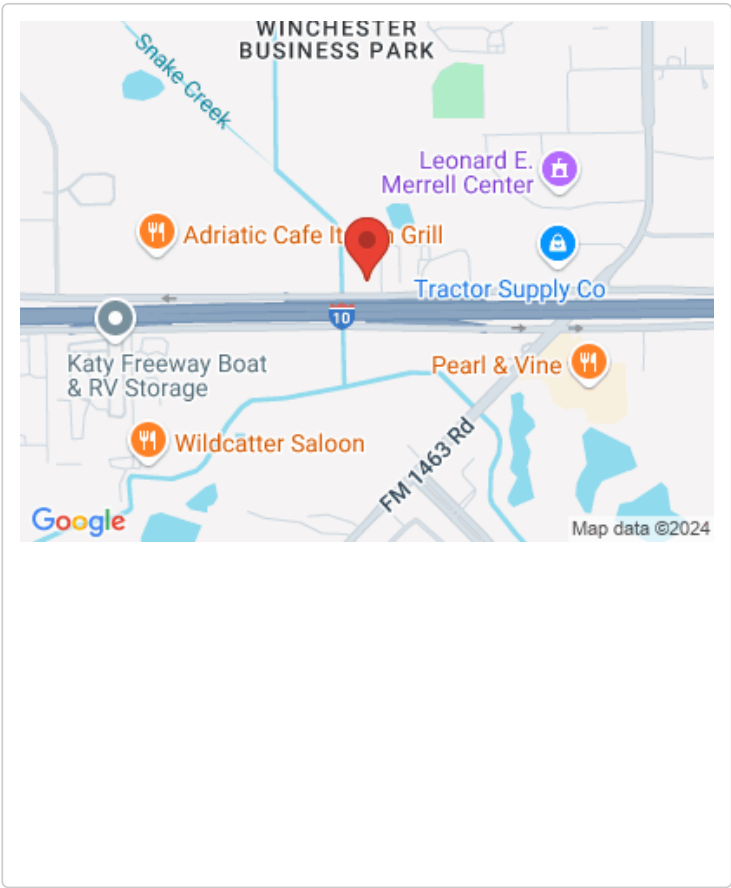 WINCHESTER
BUSINESS PARK
Snake Creek
Leonard E.
Merrell Center
Adriatic Cafe It n Grill
Tractor Supply Co
10
Katy Freeway Boat
& RV Storage
Pearl & Vine
Wildcatter Saloon
FM 1463 Rd
Google
Map data ©2024